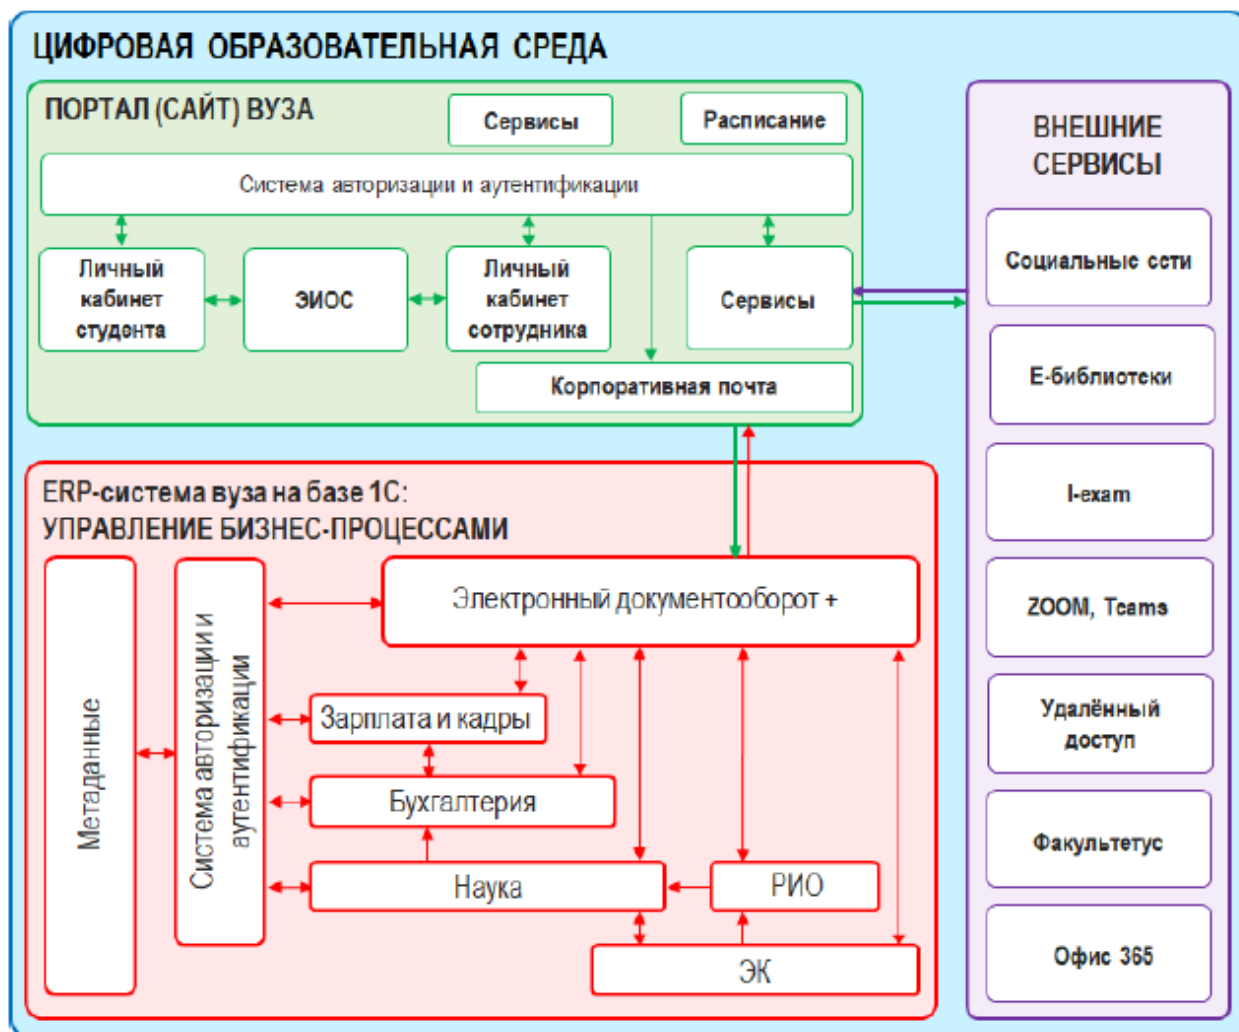 ЦИФРОВАЯ ОБРАЗОВАТЕЛЬНАЯ СРЕДА
ПОРТАЛ (САЙТ) ВУЗА
Сервисы
Расписание
Система авторизации и аутентификации
Личный
кабинет
студента
ЭИОС
Личный
кабинет
сотрудника
Сервисы
Корпоративная почта
ERP-система вуза на базе 1С:
УПРАВЛЕНИЕ БИЗНЕС-ПРОЦЕССАМИ
Метаданные
Система авторизации и
аутентификации
Электронный документооборот +
Зарплата и кадры
Бухгалтерия
Наука
РИО
ЭК
ВНЕШНИЕ
СЕРВИСЫ
Социальные сети
Е-библиотеки
I-exam
ZOOM, Teams
Удалённый
доступ
Факультетус
Офис 365